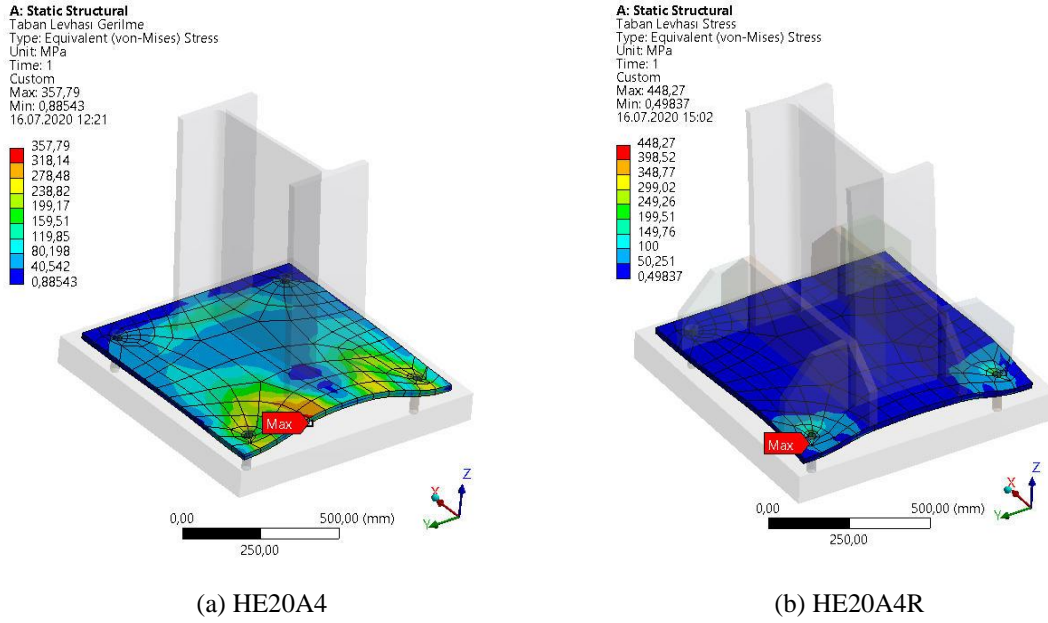 A: Static Structural
Taban Levhası Gerilme
Type: Equivalent (von-Mises) Stress
Unit: MPa
Time: 1
Custom
Max: 357,79
Min: 0,88543
16.07.2020 12:21
357,79
318,14
278,48
238,82
199,17
159,51
119,85
80,198
40,542
0,88543
Max
X
Y
Z
0,00
500,00 (mm)
250,00
(a) HE20A4
A: Static Structural
Taban Levhası Stress
Type: Equivalent (von-Mises) Stress
Unit: MPa
Time: 1
Custom
Max: 448,27
Min: 0,49837
16.07.2020 15:02
448,27
398,52
348,77
299,02
249,26
199,51
149,76
100
50,251
0,49837
Max
X
Y
Z
0,00
500,00 (mm)
250,00
(b) HE20A4R